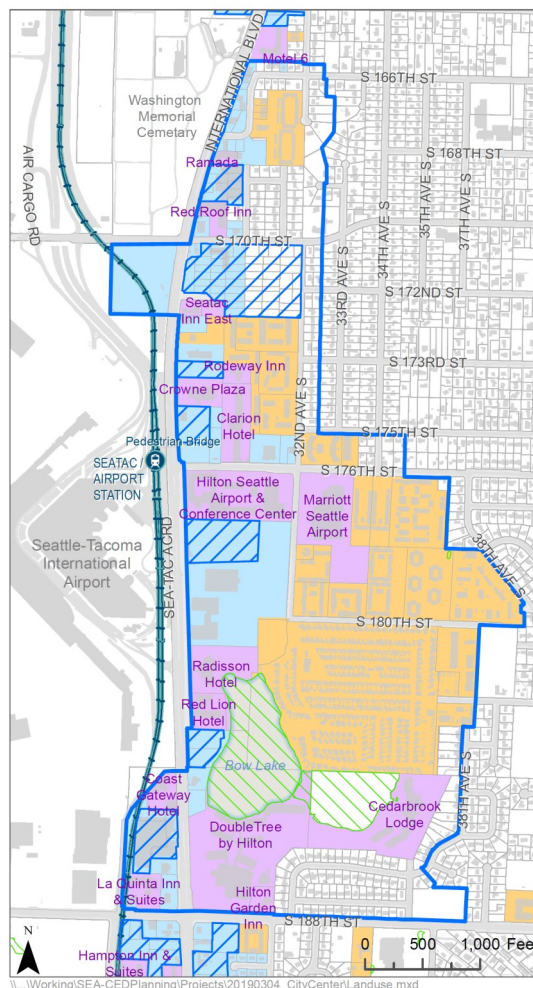 INTERNATIONAL BLVD
Motel 6
S 166TH ST
Washington
Memorial
Cemetery
AIR CARGO RD
Ramada
S 168TH ST
35TH AVE S
37TH AVE S
34TH AVE S
33RD AVE S
Red Roof Inn
S 170TH ST
Seatac
Inn East
S 172ND ST
Rodeway Inn
S 173RD ST
Crowne Plaza
32ND AVE S
Clarion
Hotel
S 175TH ST
Pedestrian Bridge
SEATAC /
AIRPORT
STATION
S 176TH ST
Hilton Seattle
Airport &
Conference Center
Marriott
Seattle
Airport
Seattle-Tacoma
International
Airport
SEA-TAC ACRD
38TH AVE S
S 180TH ST
Radisson
Hotel
Red Lion
Hotel
Bow Lake
Coast
Gateway
Hotel
Cedarbrook
Lodge
38TH AVE S
DoubleTree
by Hilton
La Quinta Inn
& Suites
Hilton
Garden
Inn
S 188TH ST
N
0 500 1,000 Fee
Hampton Inn &
Suites
\\...Working\SEA-CEDPlanning\Projects\20190304_CityCenter\Landuse.mxd